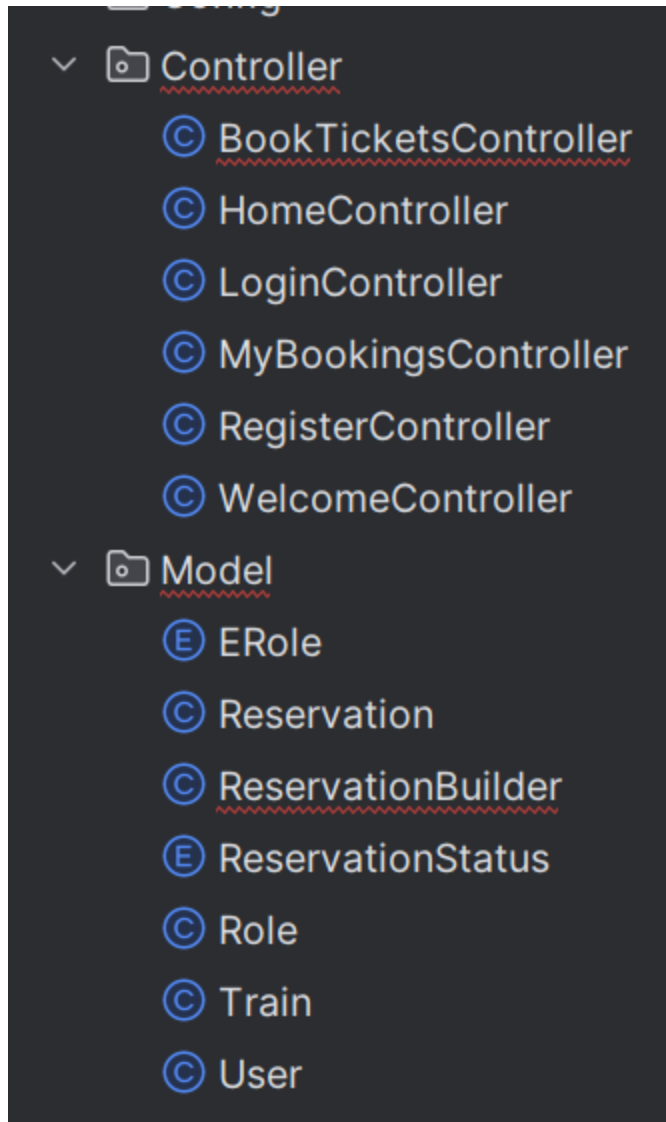 Controller
C BookTicketsController
C HomeController
C LoginController
C MyBookingsController
C RegisterController
C WelcomeController
Model
E ERole
C Reservation
C ReservationBuilder
E ReservationStatus
C Role
C Train
C User